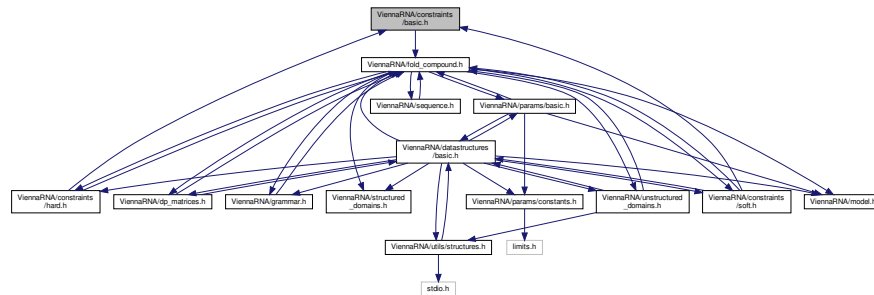 ViennaRNA/constraints
/basic.h
ViennaRNA/fold_compound.h
ViennaRNA/sequence.h
ViennaRNA/params/basic.h
ViennaRNA/datastructures
/basic.h
ViennaRNA/constraints
/hard.h
ViennaRNA/dp_matrices.h
ViennaRNA/grammar.h
ViennaRNA/structured
_domains.h
ViennaRNA/params/constants.h
ViennaRNA/unstructured
_domains.h
ViennaRNA/constraints
/soft.h
ViennaRNA/model.h
ViennaRNA/utils/structures.h
limits.h
stdio.h